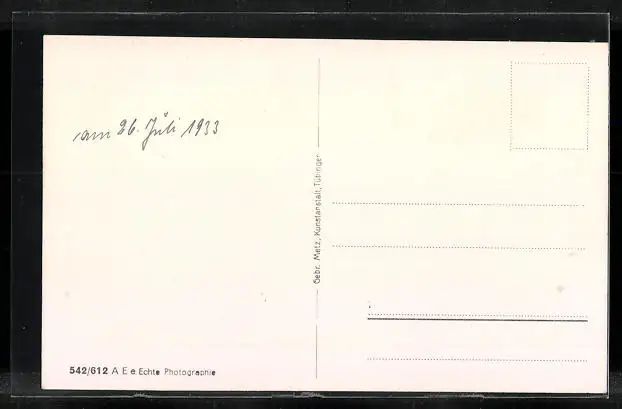 am 26. Juli 1933
Gebr. Metz, Kunstanstalt, Tübingen
542/612 A E e Echte Photographie